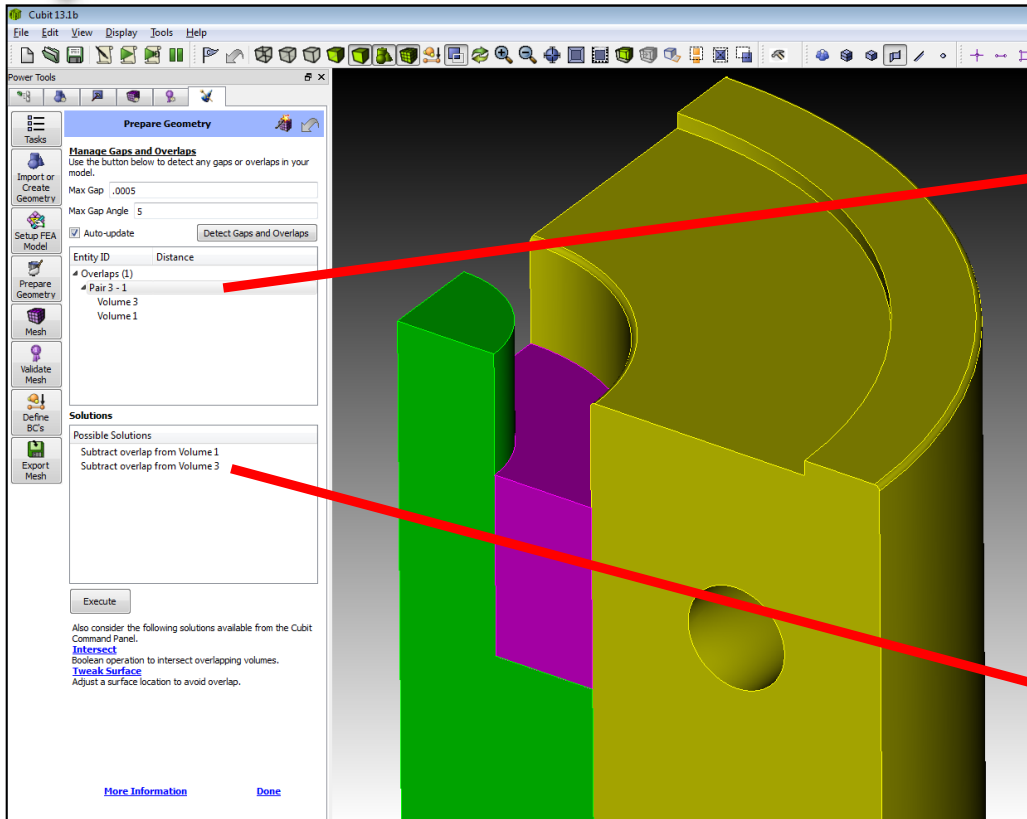 Cubit 13.1b
File Edit View Display Tools Help
Power Tools
Tasks
Import or
Create
Geometry
Setup FEA
Model
Prepare
Geometry
Mesh
Validate
Mesh
Define
BC's
Export
Mesh
Prepare Geometry
Manage Gaps and Overlaps
Use the button below to detect any gaps or overlaps in your
model.
Max Gap .0005
Max Gap Angle 5
Auto-update Detect Gaps and Overlaps
Entity ID Distance
Overlaps (1)
Pair 3 - 1
Volume 3
Volume 1
Solutions
Possible Solutions
Subtract overlap from Volume 1
Subtract overlap from Volume 3
Execute
Also consider the following solutions available from the Cubit
Command Panel.
Intersect
Boolean operation to intersect overlapping volumes.
Tweak Surface
Adjust a surface location to avoid overlap.
More Information Done